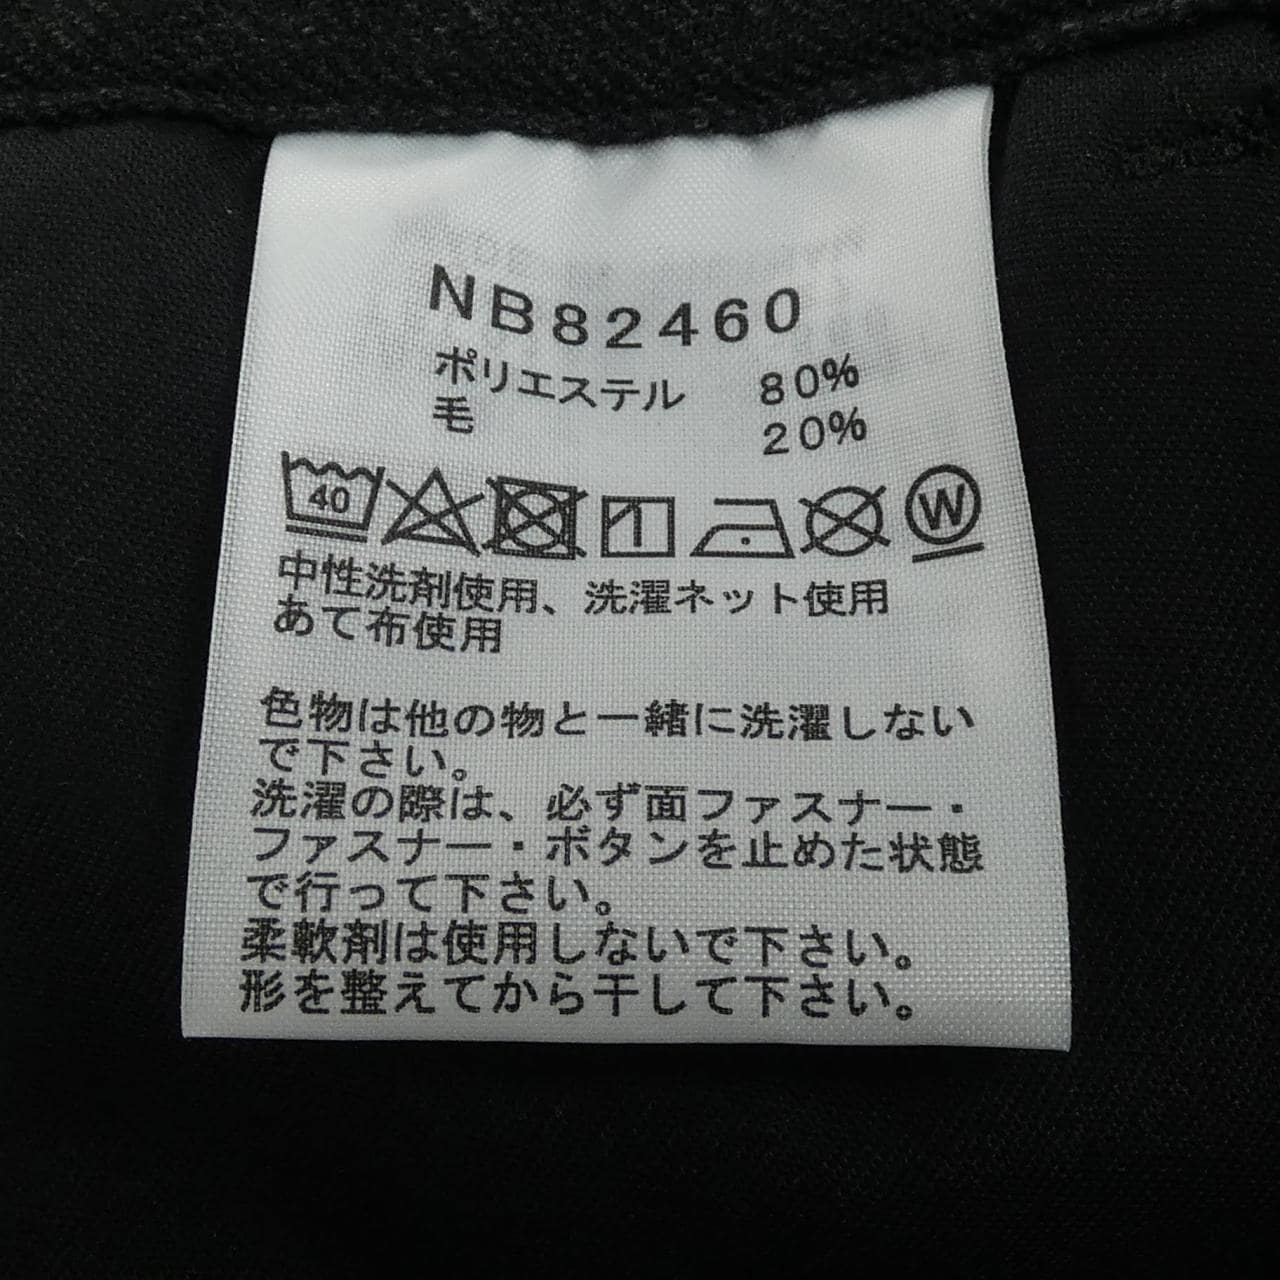 NB82460
ポリエステル 80%
毛 20%
40 W
中性洗剤使用、洗濯ネット使用
あて布使用
色物は他の物と一緒に洗濯しない
で下さい。
洗濯の際は、必ず面ファスナー・
ファスナー・ボタンを止めた状態
で行って下さい。
柔軟剤は使用しないで下さい。
形を整えてから干して下さい。